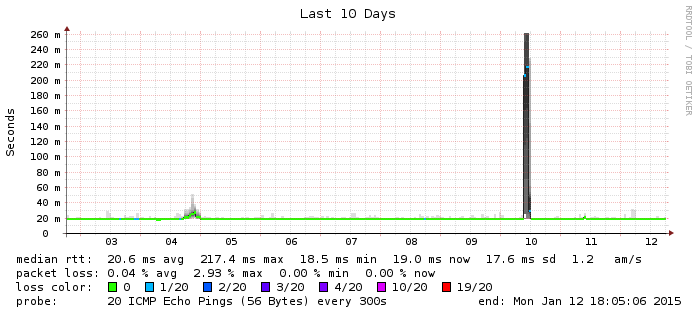 Last 10 Days
RRDTOOL / TOBI OETIKER
Seconds
260 m
240 m
220 m
200 m
180 m
160 m
140 m
120 m
100 m
80 m
60 m
40 m
20 m
0
03 04 05 06 07 08 09 10 11 12
median rtt: 20.6 ms avg 217.4 ms max 18.5 ms min 19.0 ms now 17.6 ms sd 1.2 am/s
packet loss: 0.04 % avg 2.93 % max 0.00 % min 0.00 % now
loss color: 0 1/20 2/20 3/20 4/20 10/20 19/20
probe: 20 ICMP Echo Pings (56 Bytes) every 300s end: Mon Jan 12 18:05:06 2015